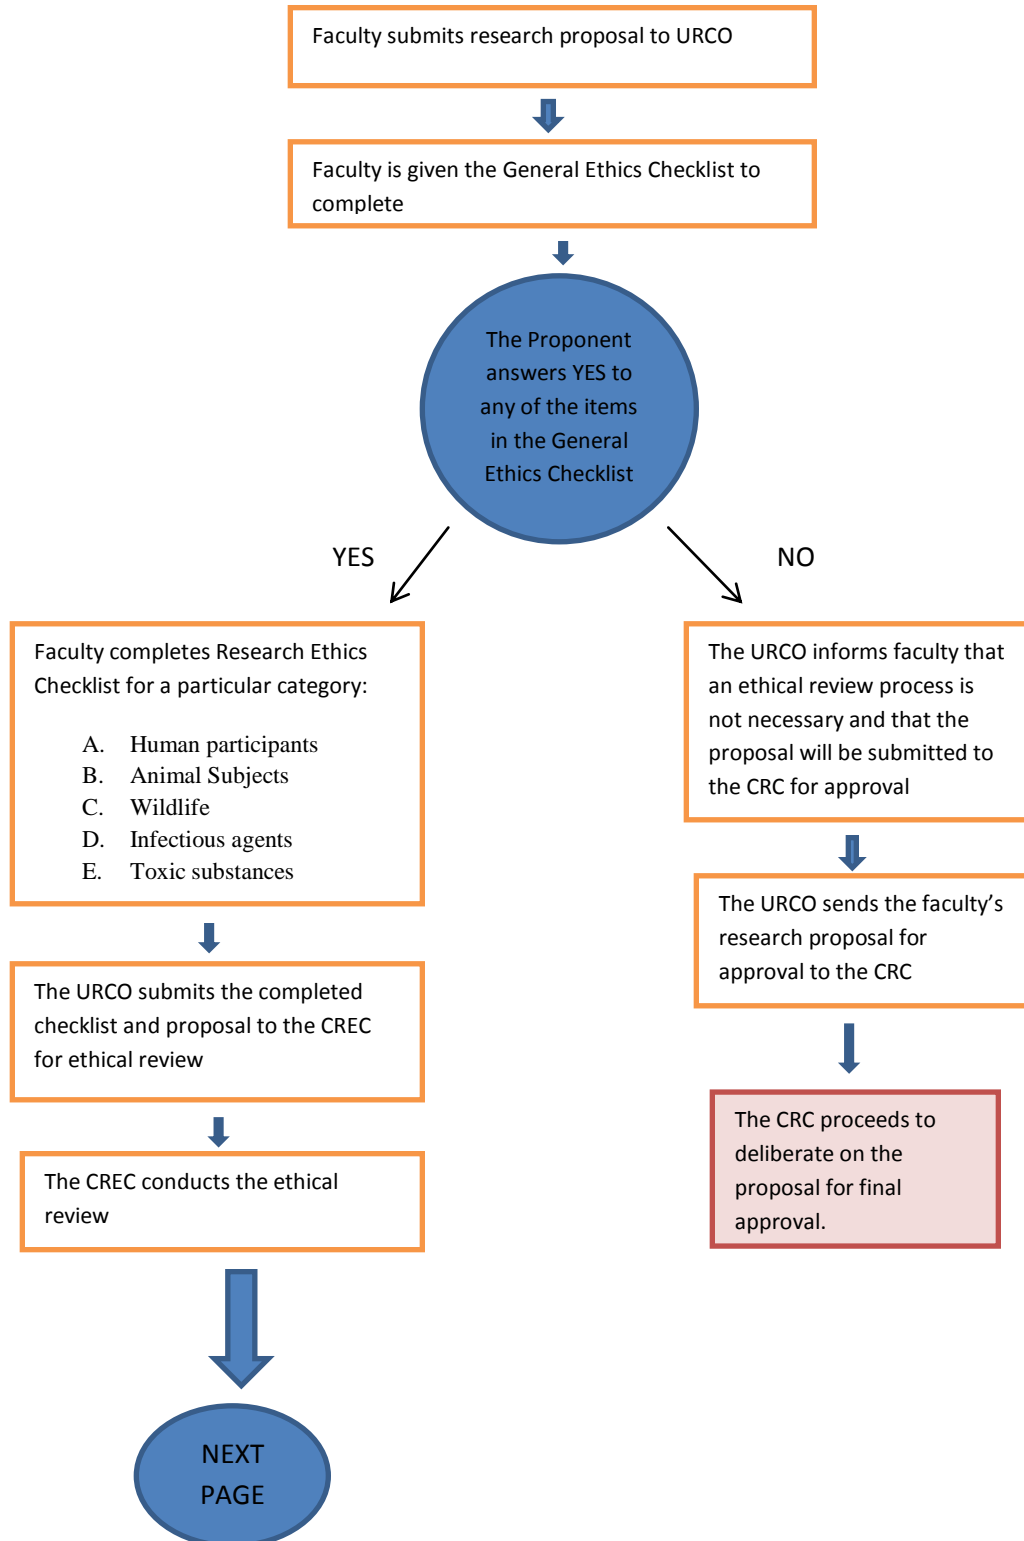 Faculty submits research proposal to URCO
Faculty is given the General Ethics Checklist to
complete
The Proponent
answers YES to
any of the items
in the General
Ethics Checklist
YES
NO
Faculty completes Research Ethics
Checklist for a particular category:
A. Human participants
B. Animal Subjects
C. Wildlife
D. Infectious agents
E. Toxic substances
The URCO submits the completed
checklist and proposal to the CREC
for ethical review
The CREC conducts the ethical
review
NEXT
PAGE
The URCO informs faculty that
an ethical review process is
not necessary and that the
proposal will be submitted to
the CRC for approval
The URCO sends the faculty’s
research proposal for
approval to the CRC
The CRC proceeds to
deliberate on the
proposal for final
approval.